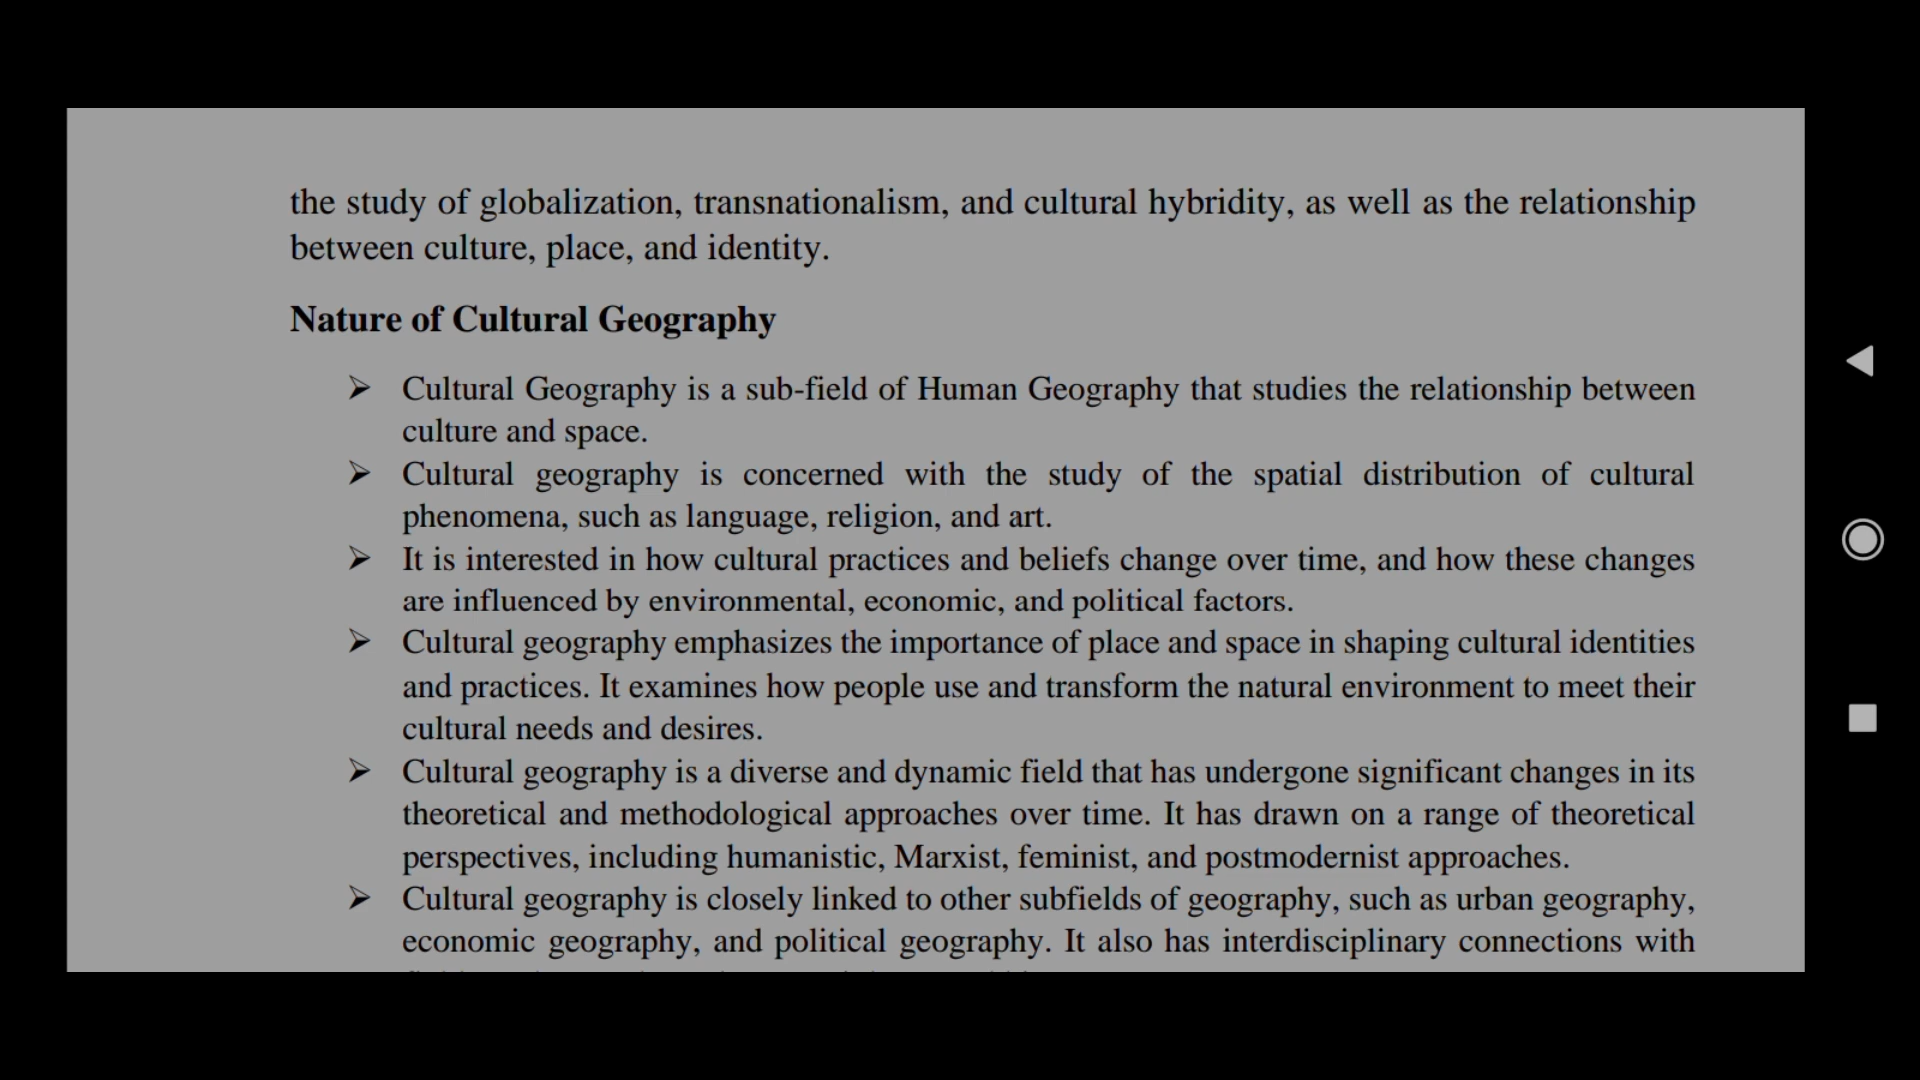 the study of globalization, transnationalism, and cultural hybridity, as well as the relationship
between culture, place, and identity.
Nature of Cultural Geography
➢ Cultural Geography is a sub-field of Human Geography that studies the relationship between
culture and space.
➢ Cultural geography is concerned with the study of the spatial distribution of cultural
phenomena, such as language, religion, and art.
➢ It is interested in how cultural practices and beliefs change over time, and how these changes
are influenced by environmental, economic, and political factors.
➢ Cultural geography emphasizes the importance of place and space in shaping cultural identities
and practices. It examines how people use and transform the natural environment to meet their
cultural needs and desires.
➢ Cultural geography is a diverse and dynamic field that has undergone significant changes in its
theoretical and methodological approaches over time. It has drawn on a range of theoretical
perspectives, including humanistic, Marxist, feminist, and postmodernist approaches.
➢ Cultural geography is closely linked to other subfields of geography, such as urban geography,
economic geography, and political geography. It also has interdisciplinary connections with